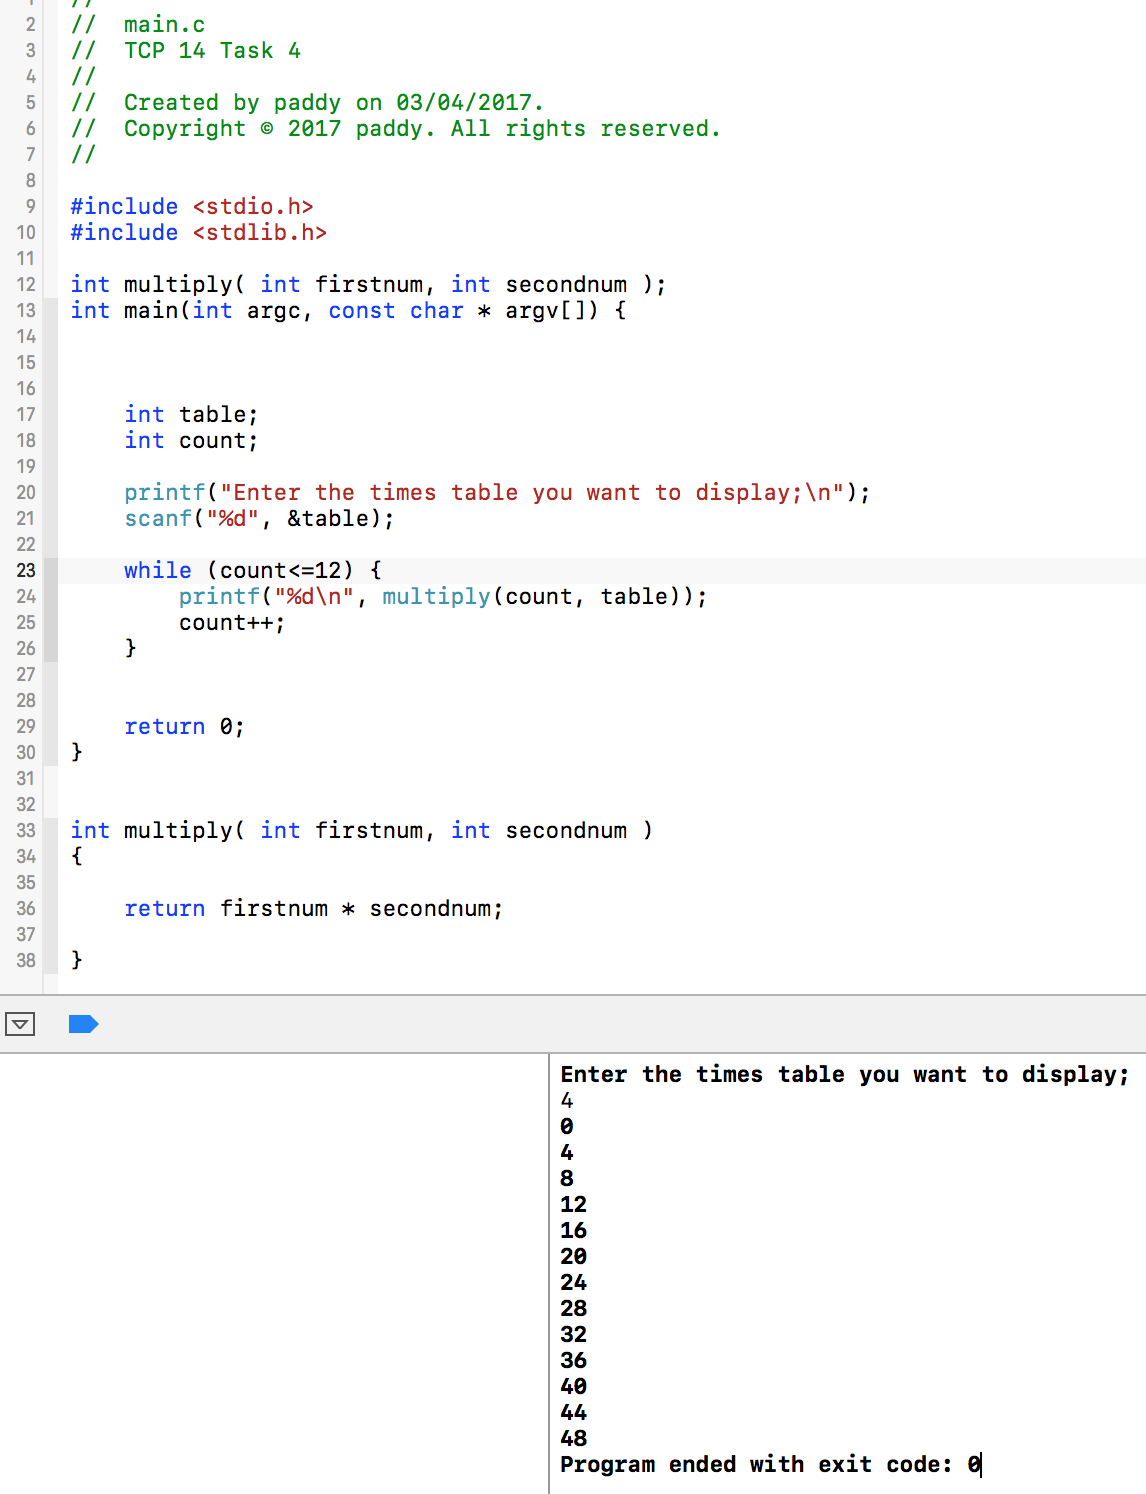 1 //
2 // main.c
3 // TCP 14 Task 4
4 //
5 // Created by paddy on 03/04/2017.
6 // Copyright © 2017 paddy. All rights reserved.
7 //
8
9 #include <stdio.h>
10 #include <stdlib.h>
11
12 int multiply( int firstnum, int secondnum );
13 int main(int argc, const char * argv[]) {
14
15
16
17 int table;
18 int count;
19
20 printf("Enter the times table you want to display;\n");
21 scanf("%d", &table);
22
23 while (count<=12) {
24 printf("%d\n", multiply(count, table));
25 count++;
26 }
27
28
29 return 0;
30 }
31
32
33 int multiply( int firstnum, int secondnum )
34 {
35
36 return firstnum * secondnum;
37
38 }
Enter the times table you want to display;
4
0
4
8
12
16
20
24
28
32
36
40
44
48
Program ended with exit code: 0